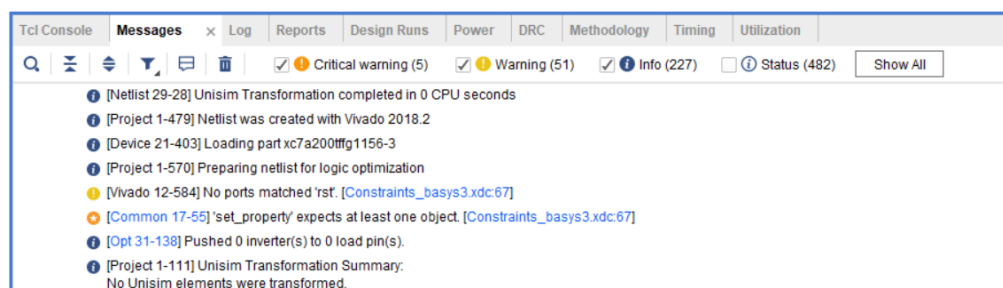 Tcl Console Messages × Log Reports Design Runs Power DRC Methodology Timing Utilization
Critical warning (5) Warning (51) Info (227) Status (482) Show All
[Netlist 29-28] Unisim Transformation completed in 0 CPU seconds
[Project 1-479] Netlist was created with Vivado 2018.2
[Device 21-403] Loading part xc7a200tffg1156-3
[Project 1-570] Preparing netlist for logic optimization
[Vivado 12-584] No ports matched 'rst'. [Constraints_basys3.xdc:67]
[Common 17-55] 'set_property' expects at least one object. [Constraints_basys3.xdc:67]
[Opt 31-138] Pushed 0 inverter(s) to 0 load pin(s).
[Project 1-111] Unisim Transformation Summary:
No Unisim elements were transformed.